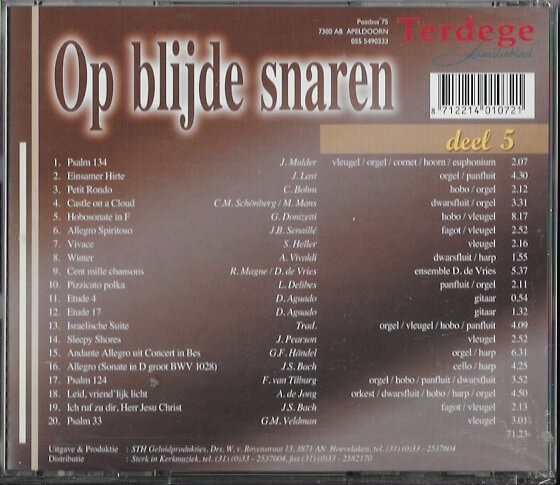 Postbus 75
7300 AB APELDOORN
055 5490333
Terdege
familieblad
Op blijde snaren
8 712214 010721
deel 5
1. Psalm 134 J. Mulder vleugel / orgel / cornet / hoorn / euphonium 2.07
2. Einsamer Hirte J. Last orgel / panfluit 4.30
3. Petit Rondo C. Bohm hobo / orgel 2.12
4. Castle on a Cloud C.M. Schönberg / M. Mans dwarsfluit / orgel 3.31
5. Hobosonate in F G. Donizetti hobo / vleugel 8.17
6. Allegro Spiritoso J.B. Senaillé fagot / vleugel 2.52
7. Vivace S. Heller vleugel 2.16
8. Winter A. Vivaldi dwarsfluit / harp 1.55
9. Cent mille chansons R. Magne / D. de Vries ensemble D. de Vries 5.37
10. Pizzicato polka L. Delibes panfluit / orgel 2.11
11. Etude 4 D. Aguado gitaar 0.54
12. Etude 17 D. Aguado gitaar 1.32
13. Israelische Suite Trad. orgel / vleugel / hobo / panfluit 4.09
14. Sleepy Shores J. Pearson vleugel 2.52
15. Andante Allegro uit Concert in Bes G.F. Händel orgel / harp 6.31
16. Allegro (Sonate in D groot BWV 1028) J.S. Bach cello / harp 4.25
17. Psalm 124 F. van Tilburg orgel / hobo / panfluit / dwarsfluit 3.52
18. Leid, vriend'lijk licht A. de Jong orkest / dwarsfluit / hobo / harp / orgel 4.50
19. Ich ruf zu dir, Herr Jesu Christ J.S. Bach fagot / vleugel 2.13
20. Psalm 33 G.M. Veldman vleugel 3.01
71.23
Uitgave & Produktie : STH Geluidprodukties, Drs. W. v. Royenstraat 13, 3871 AN Hoevelaken, tel. (31) (0)33 - 2537604
Distributie : Sterk in Kerkmuziek, tel. (31) (0)33 - 2537004, fax (31) (0)33 - 2582170